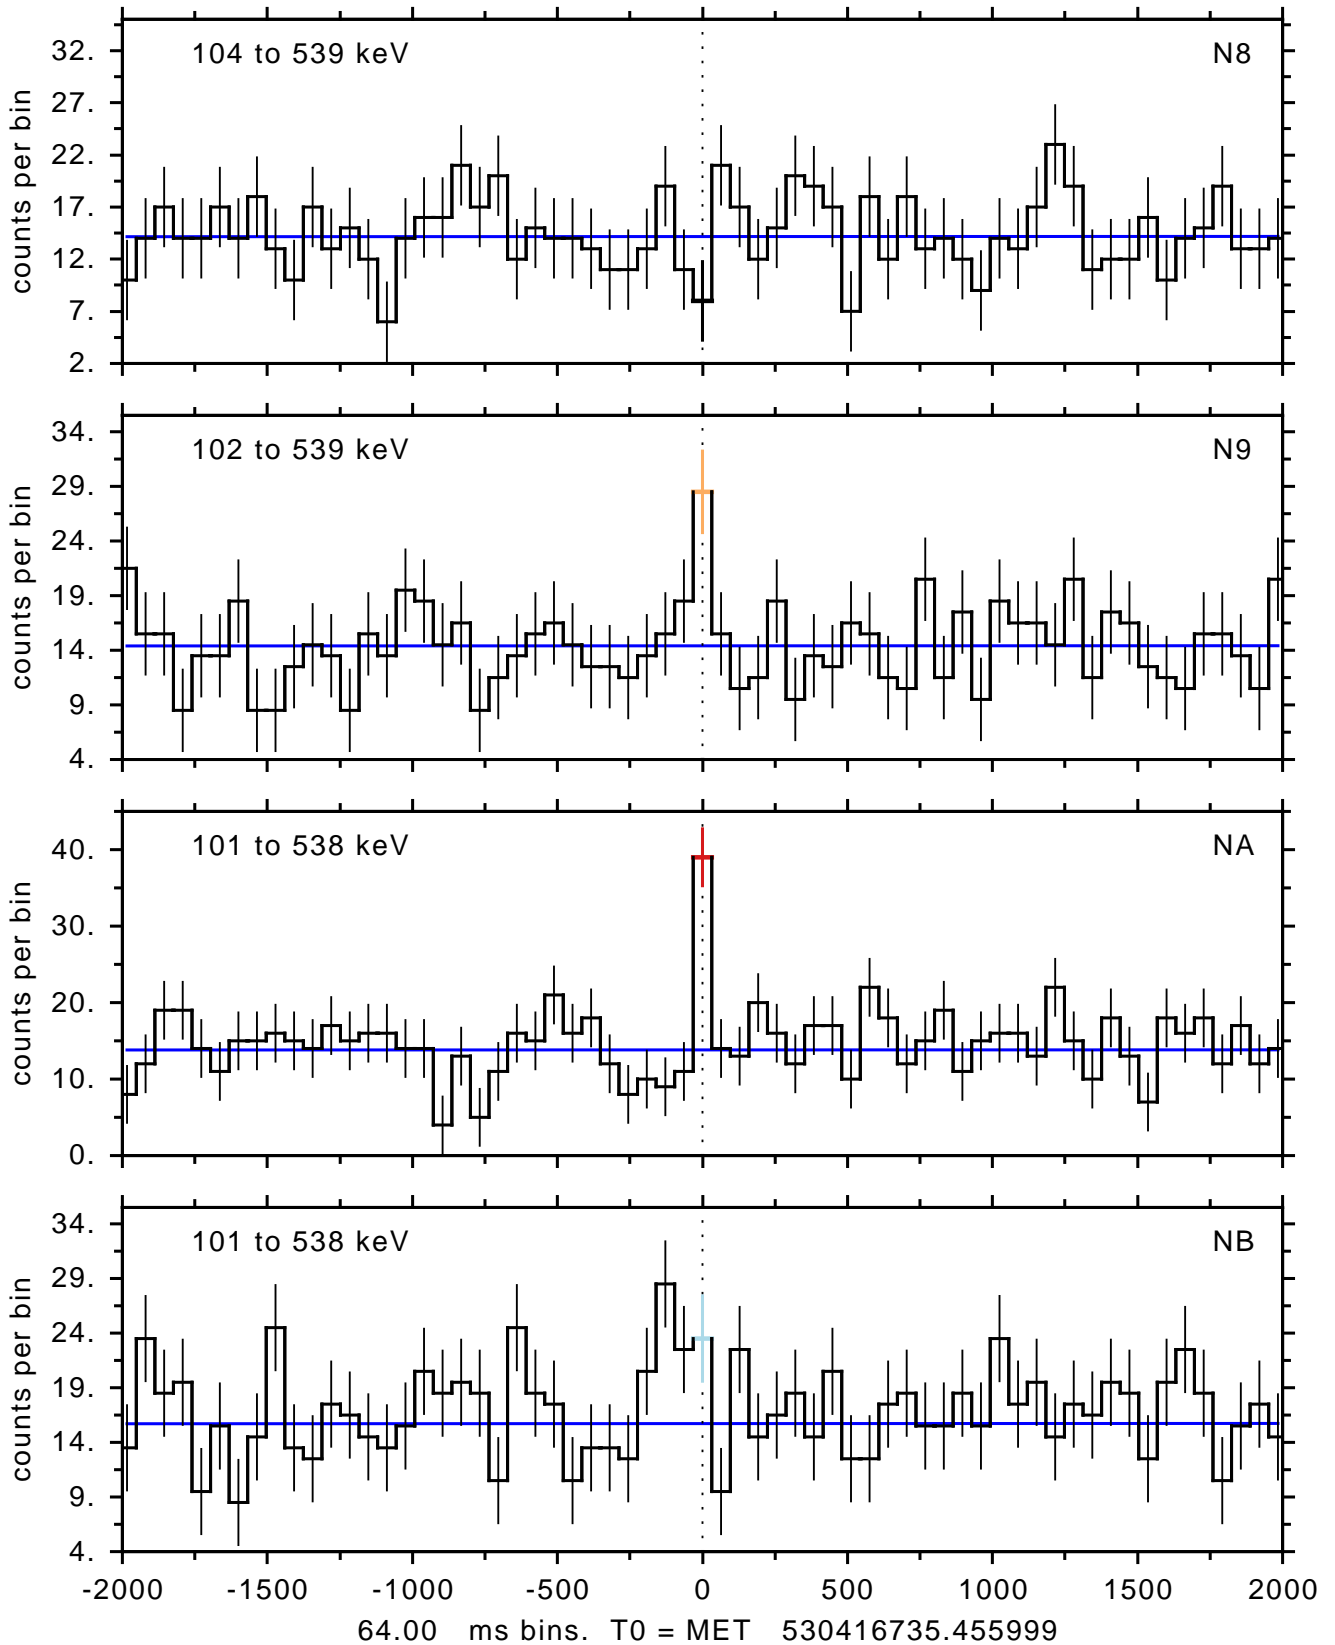 104 to 539 keV N8
counts per bin
32.
27.
22.
17.
12.
7.
2.
102 to 539 keV N9
counts per bin
34.
29.
24.
19.
14.
9.
4.
101 to 538 keV NA
counts per bin
40.
30.
20.
10.
0.
101 to 538 keV NB
counts per bin
34.
29.
24.
19.
14.
9.
4.
-2000 -1500 -1000 -500 0 500 1000 1500 2000
64.00 ms bins. T0 = MET 530416735.455999